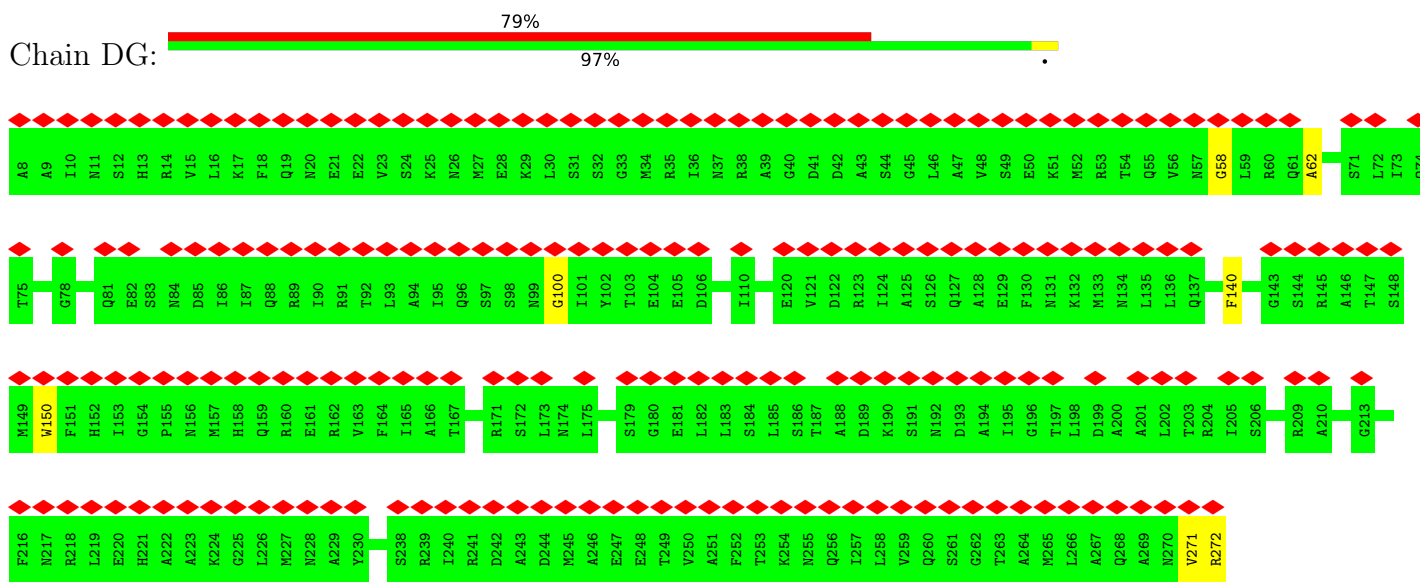 79%
Chain DG:
97%
•
A8 A9 I10 N11 S12 H13 R14 V15 L16 K17 F18 Q19 N20 E21 E22 V23 S24 K25 N26 M27 E28 K29 L30 S31 S32 G33 M34 R35 I36 N37 R38 A39 G40 D41 D42 A43 S44 G45 L46 A47 V48 S49 E50 K51 M52 R53 T54 Q55 V56 N57 G58 L59 R60 Q61 A62 S71 L72 I73
T75 G78 Q81 E82 S83 N84 D85 I86 I87 Q88 R89 I90 R91 T92 L93 A94 I95 Q96 S97 S98 N99 G100 I101 Y102 T103 E104 E105 D106 I110 E120 V121 D122 R123 I124 A125 S126 Q127 A128 E129 F130 N131 K132 M133 N134 L135 L136 Q137 F140 G143 S144 R145 A146 T147 S148
M149 W150 F151 H152 I153 G154 P155 N156 M157 H158 Q159 R160 E161 R162 V163 F164 I165 A166 T167 R171 S172 L173 N174 L175 S179 G180 E181 L182 L183 S184 L185 S186 T187 A188 D189 K190 S191 N192 D193 A194 I195 G196 T197 L198 D199 A200 A201 L202 T203 R204 I205 S206 R209 A210 G213
F216 N217 R218 L219 E220 H221 A222 A223 K224 G225 L226 M227 N228 A229 Y230 S238 R239 I240 R241 D242 A243 D244 M245 A246 E247 E248 T249 V250 A251 F252 T253 K254 N255 Q256 I257 L258 V259 Q260 S261 G262 T263 A264 M265 L266 A267 Q268 A269 N270 V271 R272